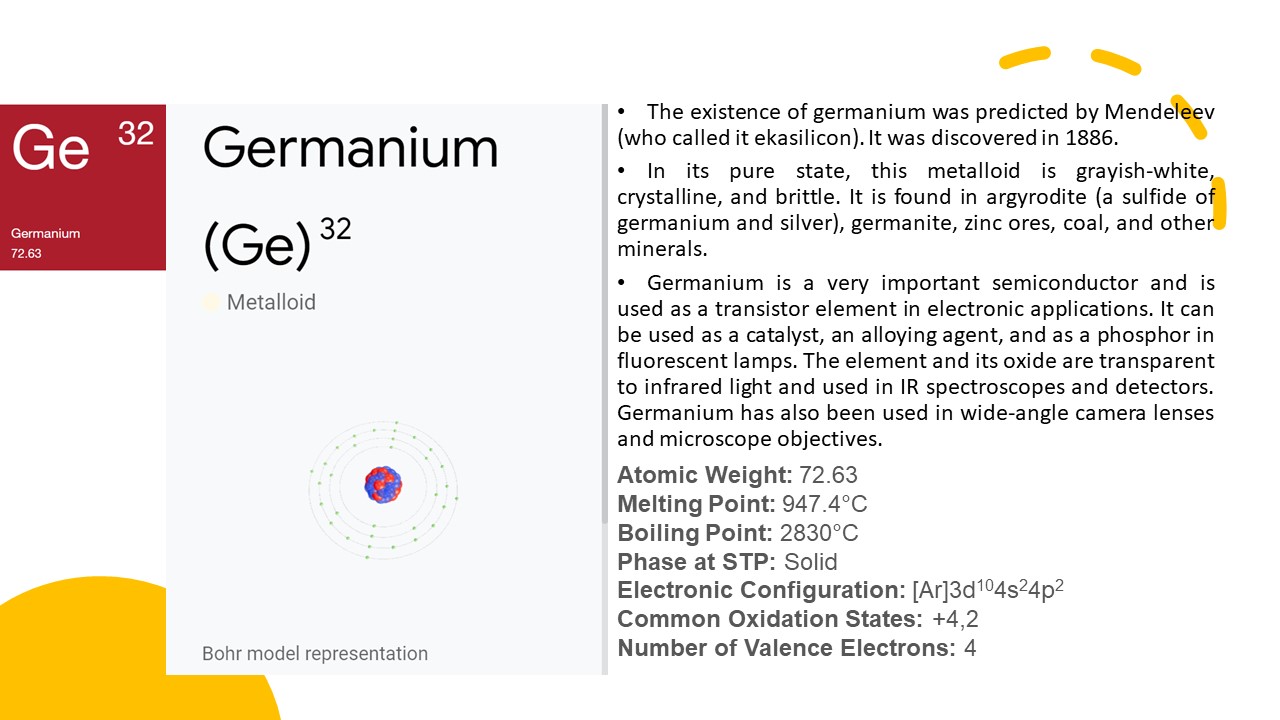 Ge 32
Germanium
72.63
Germanium
(Ge)³²
Metalloid
Bohr model representation
• The existence of germanium was predicted by Mendeleev
(who called it ekasilicon). It was discovered in 1886.
• In its pure state, this metalloid is grayish-white,
crystalline, and brittle. It is found in argyrodite (a sulfide of
germanium and silver), germanite, zinc ores, coal, and other
minerals.
• Germanium is a very important semiconductor and is
used as a transistor element in electronic applications. It can
be used as a catalyst, an alloying agent, and as a phosphor in
fluorescent lamps. The element and its oxide are transparent
to infrared light and used in IR spectroscopes and detectors.
Germanium has also been used in wide-angle camera lenses
and microscope objectives.
Atomic Weight: 72.63
Melting Point: 947.4°C
Boiling Point: 2830°C
Phase at STP: Solid
Electronic Configuration: [Ar]3d¹⁰4s²4p²
Common Oxidation States: +4,2
Number of Valence Electrons: 4